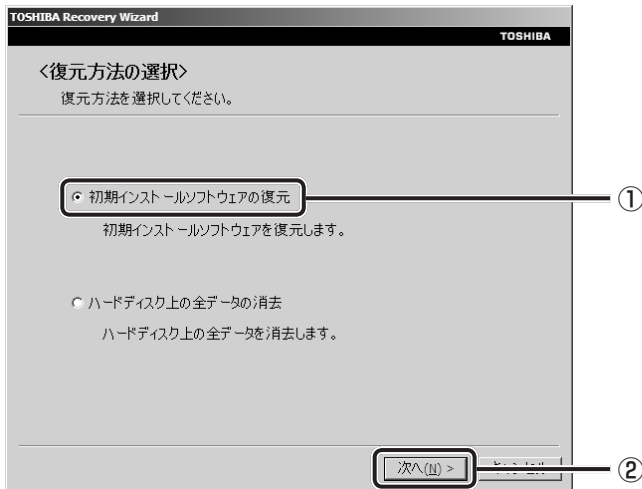 TOSHIBA Recovery Wizard
TOSHIBA
<復元方法の選択>
復元方法を選択してください。
初期インストールソフトウェアの復元
①
初期インストールソフトウェアを復元します。
ハードディスク上の全データの消去
ハードディスク上の全データを消去します。
次へ(N) >
②